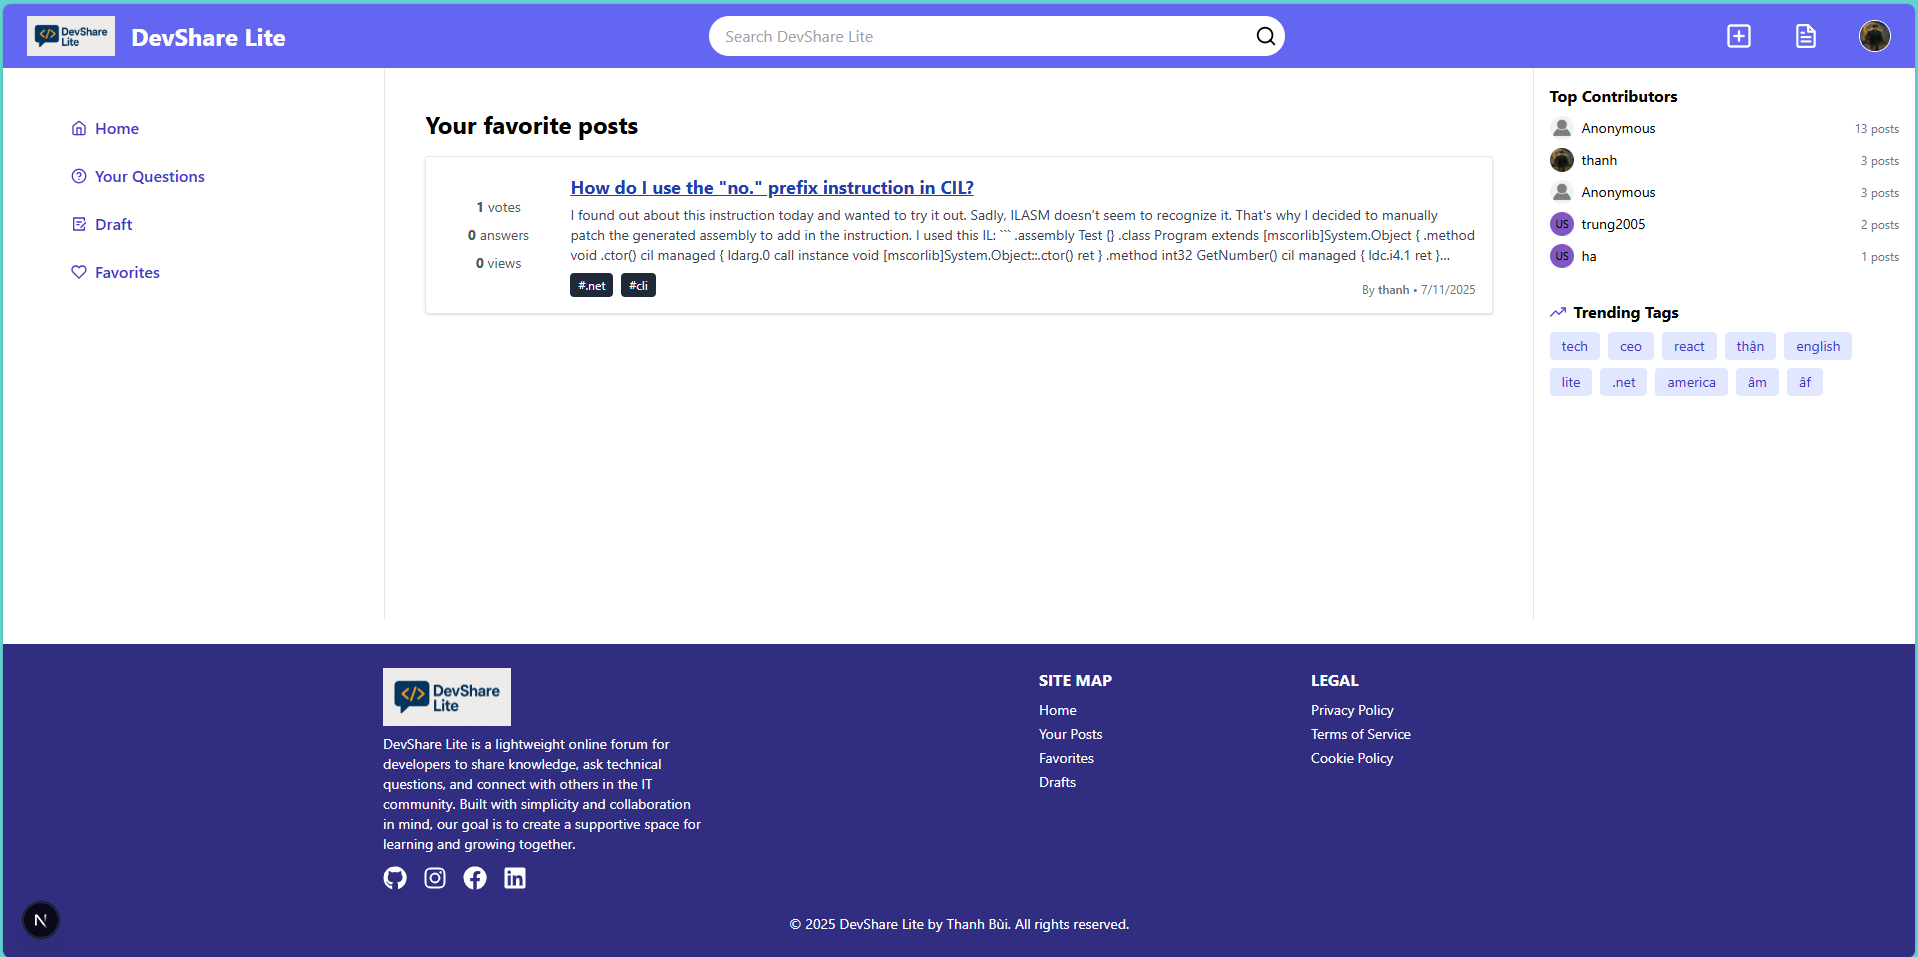 </> DevShare
Lite
DevShare Lite
Search DevShare Lite
Home
Your Questions
Draft
Favorites
Your favorite posts
1 votes
0 answers
0 views
How do I use the "no." prefix instruction in CIL?
I found out about this instruction today and wanted to try it out. Sadly, ILASM doesn't seem to recognize it. That's why I decided to manually
patch the generated assembly to add in the instruction. I used this IL: ``` .assembly Test {} .class Program extends [mscorlib]System.Object { .method
void .ctor() cil managed { ldarg.0 call instance void [mscorlib]System.Object::.ctor() ret } .method int32 GetNumber() cil managed { ldc.i4.1 ret }...
#.net #cli
By thanh • 7/11/2025
Top Contributors
Anonymous 13 posts
thanh 3 posts
Anonymous 3 posts
US trung2005 2 posts
US ha 1 posts
Trending Tags
tech ceo react thận english
lite .net america âm âf
</> DevShare
Lite
DevShare Lite is a lightweight online forum for
developers to share knowledge, ask technical
questions, and connect with others in the IT
community. Built with simplicity and collaboration
in mind, our goal is to create a supportive space for
learning and growing together.
SITE MAP
Home
Your Posts
Favorites
Drafts
LEGAL
Privacy Policy
Terms of Service
Cookie Policy
N
© 2025 DevShare Lite by Thanh Bùi. All rights reserved.